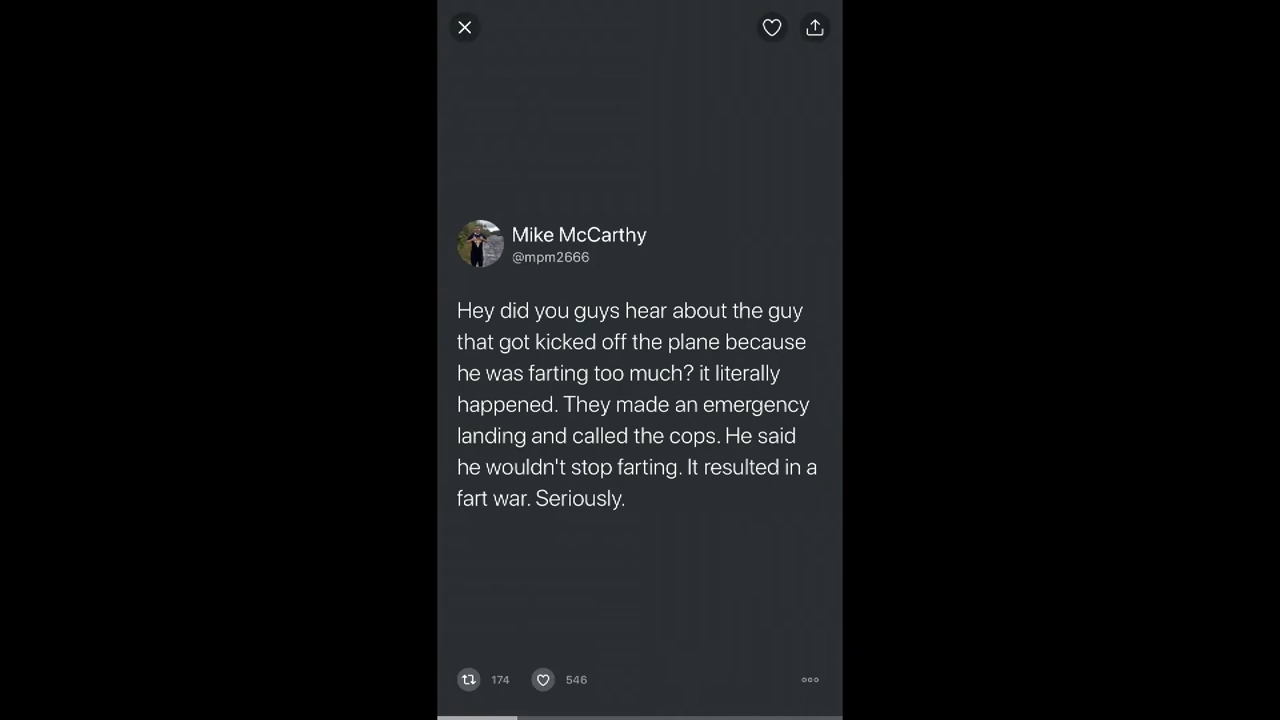 Mike McCarthy
@mpm2666
Hey did you guys hear about the guy
that got kicked off the plane because
he was farting too much? it literally
happened. They made an emergency
landing and called the cops. He said
he wouldn't stop farting. It resulted in a
fart war. Seriously.
174 546